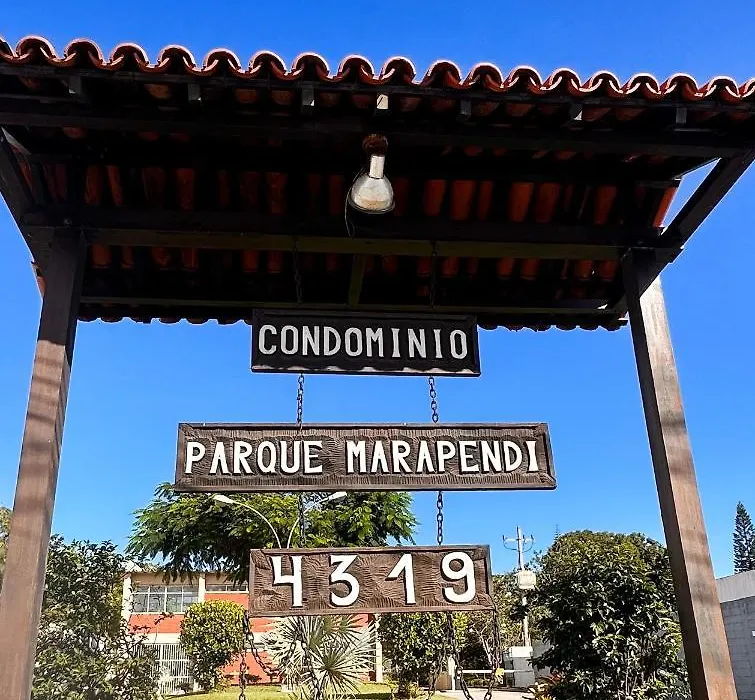 CONDOMINIO
PARQUE MARAPENDI
4319